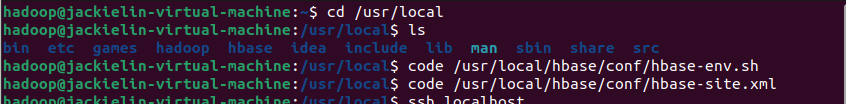 hadoop@jackielin-virtual-machine:~$ cd /usr/local
hadoop@jackielin-virtual-machine:/usr/local$ ls
bin etc games hadoop hbase idea include lib man sbin share src
hadoop@jackielin-virtual-machine:/usr/local$ code /usr/local/hbase/conf/hbase-env.sh
hadoop@jackielin-virtual-machine:/usr/local$ code /usr/local/hbase/conf/hbase-site.xml
hadoop@jackielin-virtual-machine:/usr/local$ ssh localhost